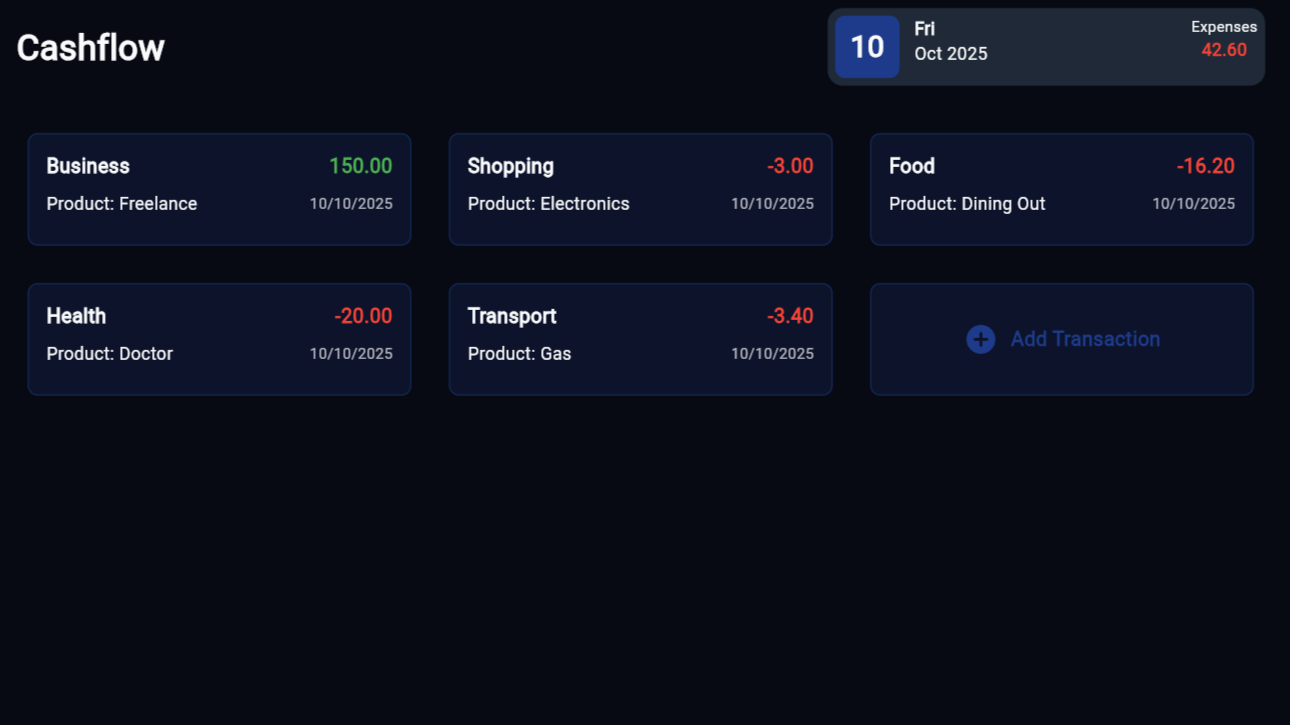 Cashflow
10
Fri
Oct 2025
Expenses
42.60
Business 150.00
Product: Freelance 10/10/2025
Shopping -3.00
Product: Electronics 10/10/2025
Food -16.20
Product: Dining Out 10/10/2025
Health -20.00
Product: Doctor 10/10/2025
Transport -3.40
Product: Gas 10/10/2025
Add Transaction